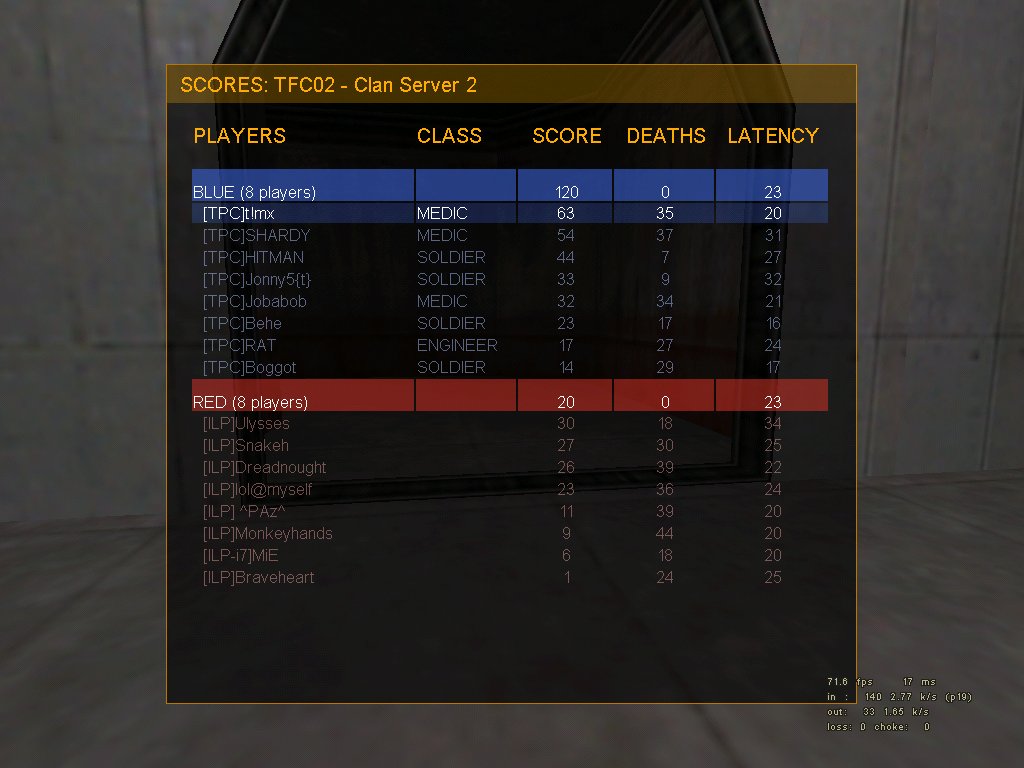 SCORES: TFC02 - Clan Server 2
PLAYERS CLASS SCORE DEATHS LATENCY
BLUE (8 players) 120 0 23
[TPC]t!mx MEDIC 63 35 20
[TPC]SHARDY MEDIC 54 37 31
[TPC]HITMAN SOLDIER 44 7 27
[TPC]Jonny5{t} SOLDIER 33 9 32
[TPC]Jobabob MEDIC 32 34 21
[TPC]Behe SOLDIER 23 17 16
[TPC]RAT ENGINEER 17 27 24
[TPC]Boggot SOLDIER 14 29 17
RED (8 players) 20 0 23
[ILP]Ulysses 30 18 34
[ILP]Snakeh 27 30 25
[ILP]Dreadnought 26 39 22
[ILP]lol@myself 23 36 24
[ILP] ^PAz^ 11 39 20
[ILP]Monkeyhands 9 44 20
[ILP-i7]MiE 6 18 20
[ILP]Braveheart 1 24 25
71.6 fps 17 ms
in : 140 2.77 k/s (p19)
out: 33 1.65 k/s
loss: 0 choke: 0